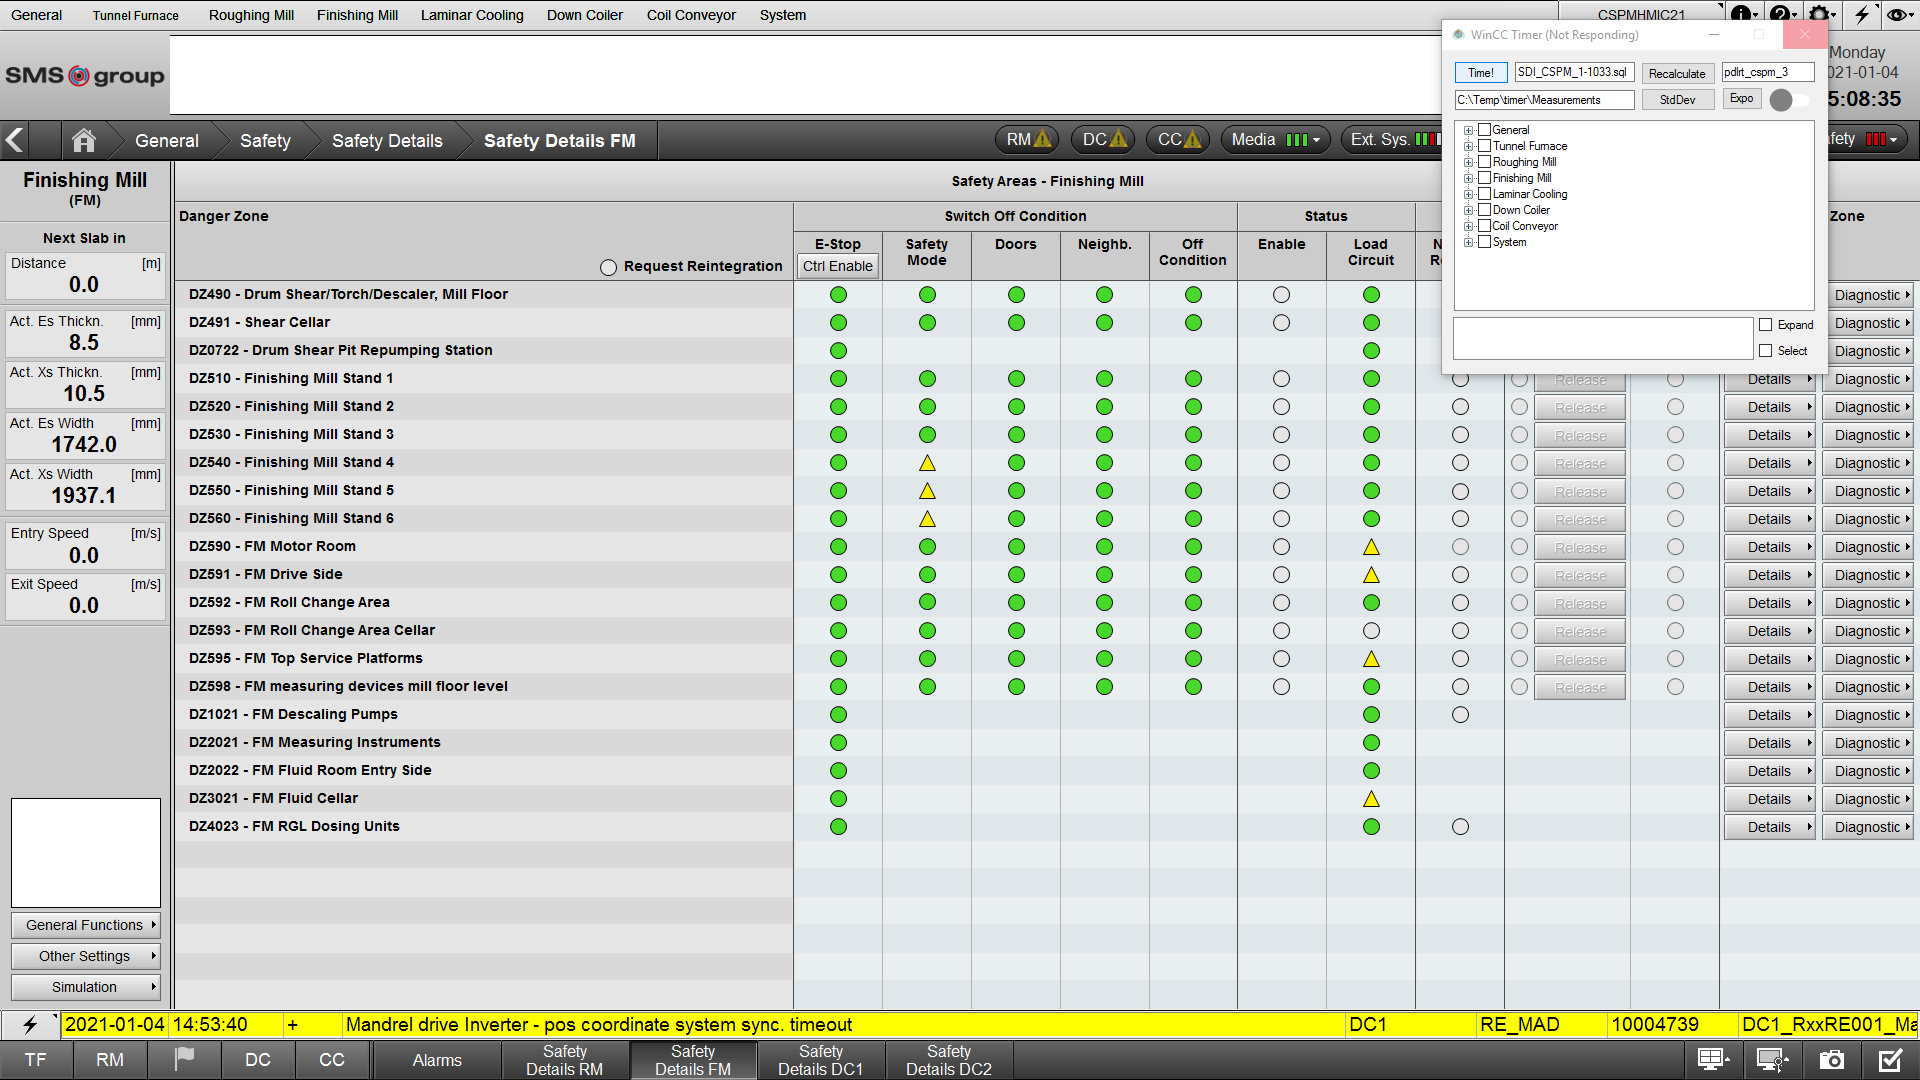 General Tunnel Furnace Roughing Mill Finishing Mill Laminar Cooling Down Coiler Coil Conveyor System CSPMHMIC21
WinCC Timer (Not Responding)
SMS group
Monday
021-01-04
5:08:35
Time! SDI_CSPM_1-1033.sql Recalculate pdlrt_cspm_3
C:\Temp\timer\Measurements StdDev Expo
General
Tunnel Furnace
Roughing Mill
Finishing Mill
Laminar Cooling
Down Coiler
Coil Conveyor
System
Expand
Select
General Safety Safety Details Safety Details FM RM DC CC Media Ext. Sys. fety
Finishing Mill
(FM)
Next Slab in
Distance [m]
0.0
Act. Es Thickn. [mm]
8.5
Act. Xs Thickn. [mm]
10.5
Act. Es Width [mm]
1742.0
Act. Xs Width [mm]
1937.1
Entry Speed [m/s]
0.0
Exit Speed [m/s]
0.0
General Functions
Other Settings
Simulation
Safety Areas - Finishing Mill
Danger Zone Switch Off Condition Status Zone
Request Reintegration
E-Stop Safety Mode Doors Neighb. Off Condition Enable Load Circuit
Ctrl Enable
DZ490 - Drum Shear/Torch/Descaler, Mill Floor Diagnostic
DZ491 - Shear Cellar Diagnostic
DZ0722 - Drum Shear Pit Repumping Station Diagnostic
DZ510 - Finishing Mill Stand 1 Release Details Diagnostic
DZ520 - Finishing Mill Stand 2 Release Details Diagnostic
DZ530 - Finishing Mill Stand 3 Release Details Diagnostic
DZ540 - Finishing Mill Stand 4 Release Details Diagnostic
DZ550 - Finishing Mill Stand 5 Release Details Diagnostic
DZ560 - Finishing Mill Stand 6 Release Details Diagnostic
DZ590 - FM Motor Room Release Details Diagnostic
DZ591 - FM Drive Side Release Details Diagnostic
DZ592 - FM Roll Change Area Release Details Diagnostic
DZ593 - FM Roll Change Area Cellar Release Details Diagnostic
DZ595 - FM Top Service Platforms Release Details Diagnostic
DZ598 - FM measuring devices mill floor level Release Details Diagnostic
DZ1021 - FM Descaling Pumps Details Diagnostic
DZ2021 - FM Measuring Instruments Details Diagnostic
DZ2022 - FM Fluid Room Entry Side Details Diagnostic
DZ3021 - FM Fluid Cellar Details Diagnostic
DZ4023 - FM RGL Dosing Units Details Diagnostic
2021-01-04 14:53:40 + Mandrel drive Inverter - pos coordinate system sync. timeout DC1 RE_MAD 10004739 DC1_RxxRE001_Ma
TF RM DC CC Alarms Safety Details RM Safety Details FM Safety Details DC1 Safety Details DC2